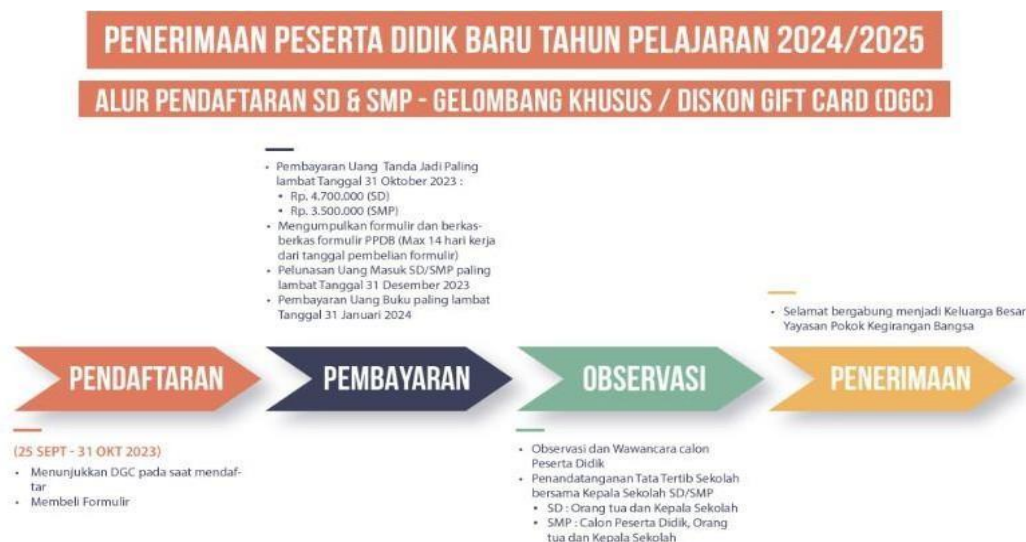 PENERIMAAN PESERTA DIDIK BARU TAHUN PELAJARAN 2024/2025
ALUR PENDAFTARAN SD & SMP - GELOMBANG KHUSUS / DISKON GIFT CARD (DGC)
PENDAFTARAN
(25 SEPT - 31 OKT 2023)
• Menunjukkan DGC pada saat mendaf-
tar
• Membeli Formulir
• Pembayaran Uang Tanda Jadi Paling
lambat Tanggal 31 Oktober 2023 :
• Rp. 4.700.000 (SD)
• Rp. 3.500.000 (SMP)
• Mengumpulkan formulir dan berkas-
berkas formulir PPDB (Max 14 hari kerja
dari tanggal pembelian formulir)
• Pelunasan Uang Masuk SD/SMP paling
lambat Tanggal 31 Desember 2023
• Pembayaran Uang Buku paling lambat
Tanggal 31 Januari 2024
PEMBAYARAN
OBSERVASI
• Observasi dan Wawancara calon
Peserta Didik
• Penandatanganan Tata Tertib Sekolah
bersama Kepala Sekolah SD/SMP
• SD : Orang tua dan Kepala Sekolah
• SMP : Calon Peserta Didik, Orang
tua dan Kepala Sekolah
• Selamat bergabung menjadi Keluarga Besar
Yayasan Pokok Kegirangan Bangsa
PENERIMAAN